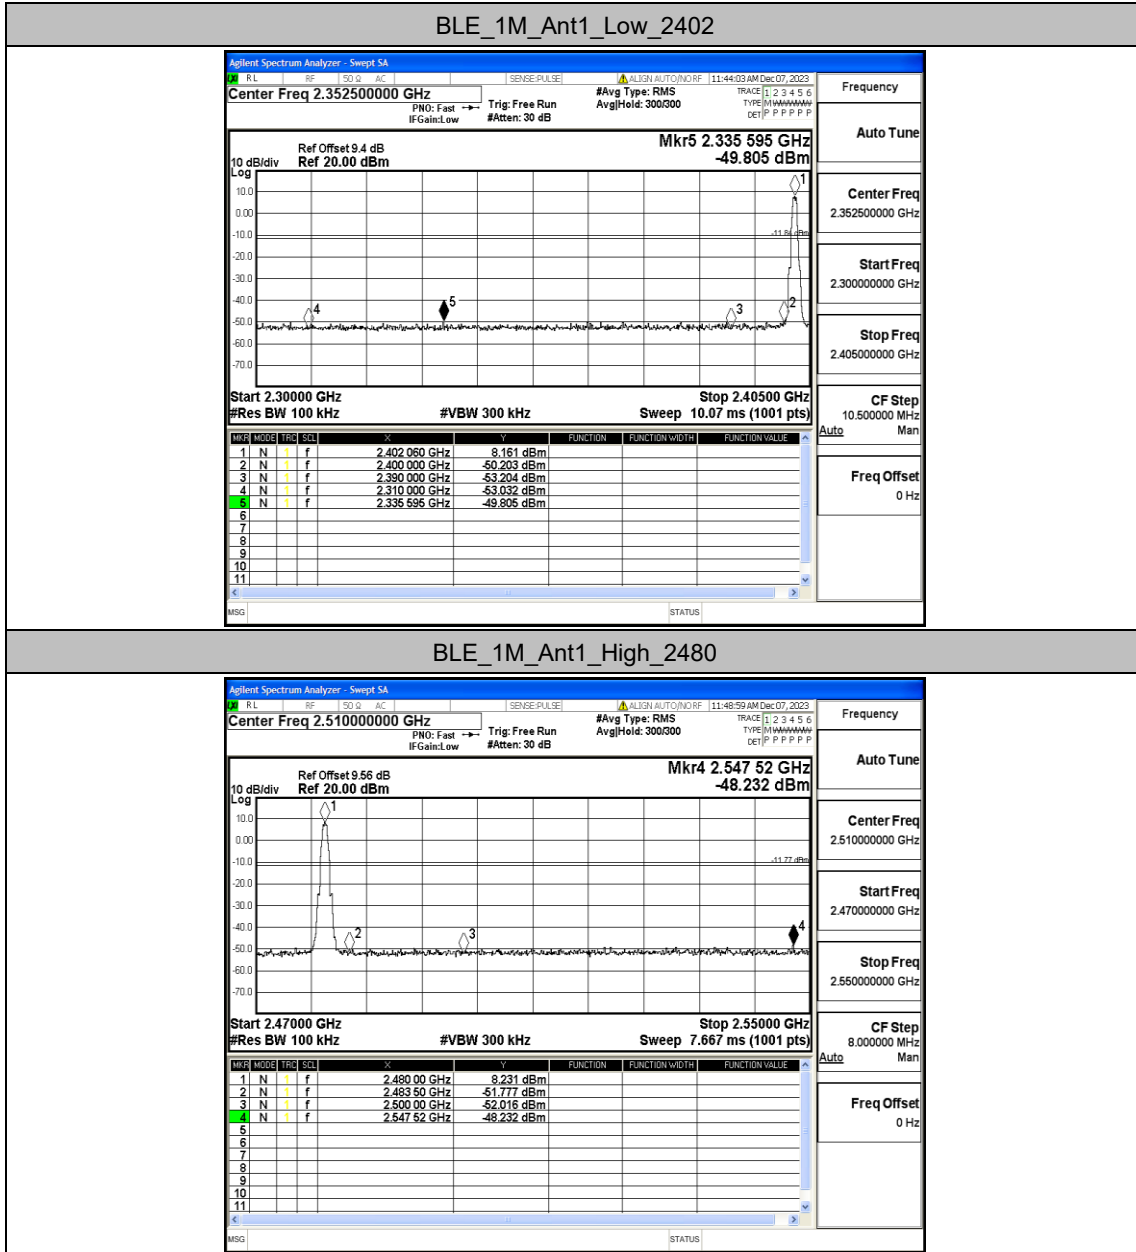 BLE_1M_Ant1_Low_2402
Agilent Spectrum Analyzer - Swept SA
LXI RL RF 50 Ω AC SENSE:PULSE ALIGN AUTO/NO RF 11:44:03 AM Dec 07, 2023
Center Freq 2.352500000 GHz #Avg Type: RMS TRACE 1 2 3 4 5 6
PNO: Fast Trig: Free Run Avg|Hold: 300/300 TYPE M WWWWW
IFGain:Low #Atten: 30 dB DET P P P P P P
Mkr5 2.335 595 GHz
-49.805 dBm
Ref Offset 9.4 dB
10 dB/div Ref 20.00 dBm
Log
10.0
0.00
-10.0
-11.84 dBm
-20.0
-30.0
-40.0
-50.0
-60.0
-70.0
1
2
3
4
5
Start 2.30000 GHz Stop 2.40500 GHz
#Res BW 100 kHz #VBW 300 kHz Sweep 10.07 ms (1001 pts)
MKR MODE TRC SCL X Y FUNCTION FUNCTION WIDTH FUNCTION VALUE
1 N 1 f 2.402 060 GHz 8.161 dBm
2 N 1 f 2.400 000 GHz -50.203 dBm
3 N 1 f 2.390 000 GHz -53.204 dBm
4 N 1 f 2.310 000 GHz -53.032 dBm
5 N 1 f 2.335 595 GHz -49.805 dBm
6
7
8
9
10
11
MSG STATUS
Frequency
Auto Tune
Center Freq
2.352500000 GHz
Start Freq
2.300000000 GHz
Stop Freq
2.405000000 GHz
CF Step
10.500000 MHz
Auto Man
Freq Offset
0 Hz
BLE_1M_Ant1_High_2480
Agilent Spectrum Analyzer - Swept SA
LXI RL RF 50 Ω AC SENSE:PULSE ALIGN AUTO/NO RF 11:48:59 AM Dec 07, 2023
Center Freq 2.510000000 GHz #Avg Type: RMS TRACE 1 2 3 4 5 6
PNO: Fast Trig: Free Run Avg|Hold: 300/300 TYPE M WWWWW
IFGain:Low #Atten: 30 dB DET P P P P P P
Mkr4 2.547 52 GHz
-48.232 dBm
Ref Offset 9.56 dB
10 dB/div Ref 20.00 dBm
Log
10.0
0.00
-10.0
-11.77 dBm
-20.0
-30.0
-40.0
-50.0
-60.0
-70.0
1
2
3
4
Start 2.47000 GHz Stop 2.55000 GHz
#Res BW 100 kHz #VBW 300 kHz Sweep 7.667 ms (1001 pts)
MKR MODE TRC SCL X Y FUNCTION FUNCTION WIDTH FUNCTION VALUE
1 N 1 f 2.480 00 GHz 8.231 dBm
2 N 1 f 2.483 50 GHz -51.777 dBm
3 N 1 f 2.500 00 GHz -52.016 dBm
4 N 1 f 2.547 52 GHz -48.232 dBm
5
6
7
8
9
10
11
MSG STATUS
Frequency
Auto Tune
Center Freq
2.510000000 GHz
Start Freq
2.470000000 GHz
Stop Freq
2.550000000 GHz
CF Step
8.000000 MHz
Auto Man
Freq Offset
0 Hz